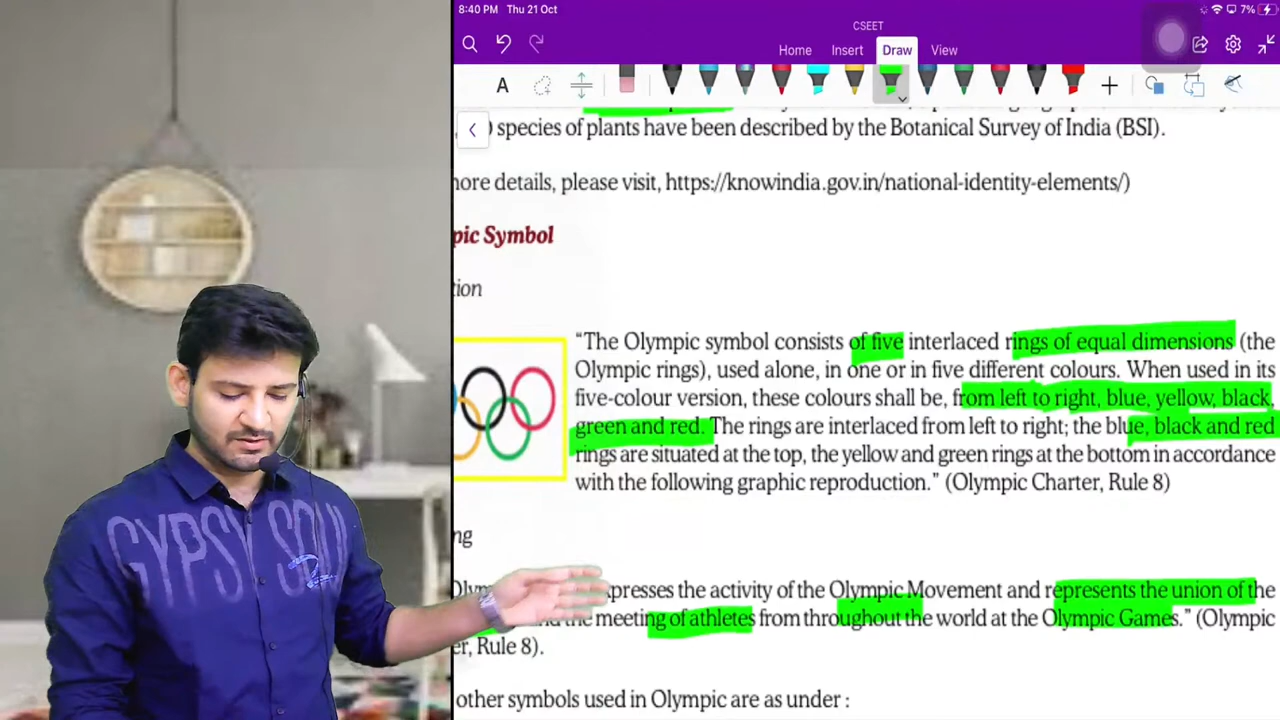 8:40 PM Thu 21 Oct
7%
CSEET
Home Insert Draw View
A
species of plants have been described by the Botanical Survey of India (BSI).
more details, please visit, https://knowindia.gov.in/national-identity-elements/)
pic Symbol
tion
“The Olympic symbol consists of five interlaced rings of equal dimensions (the
Olympic rings), used alone, in one or in five different colours. When used in its
five-colour version, these colours shall be, from left to right, blue, yellow, black,
green and red. The rings are interlaced from left to right; the blue, black and red
rings are situated at the top, the yellow and green rings at the bottom in accordance
with the following graphic reproduction.” (Olympic Charter, Rule 8)
ng
Olym xpresses the activity of the Olympic Movement and represents the union of the
and the meeting of athletes from throughout the world at the Olympic Games.” (Olympic
er, Rule 8).
other symbols used in Olympic are as under :
GYPSY SOUL